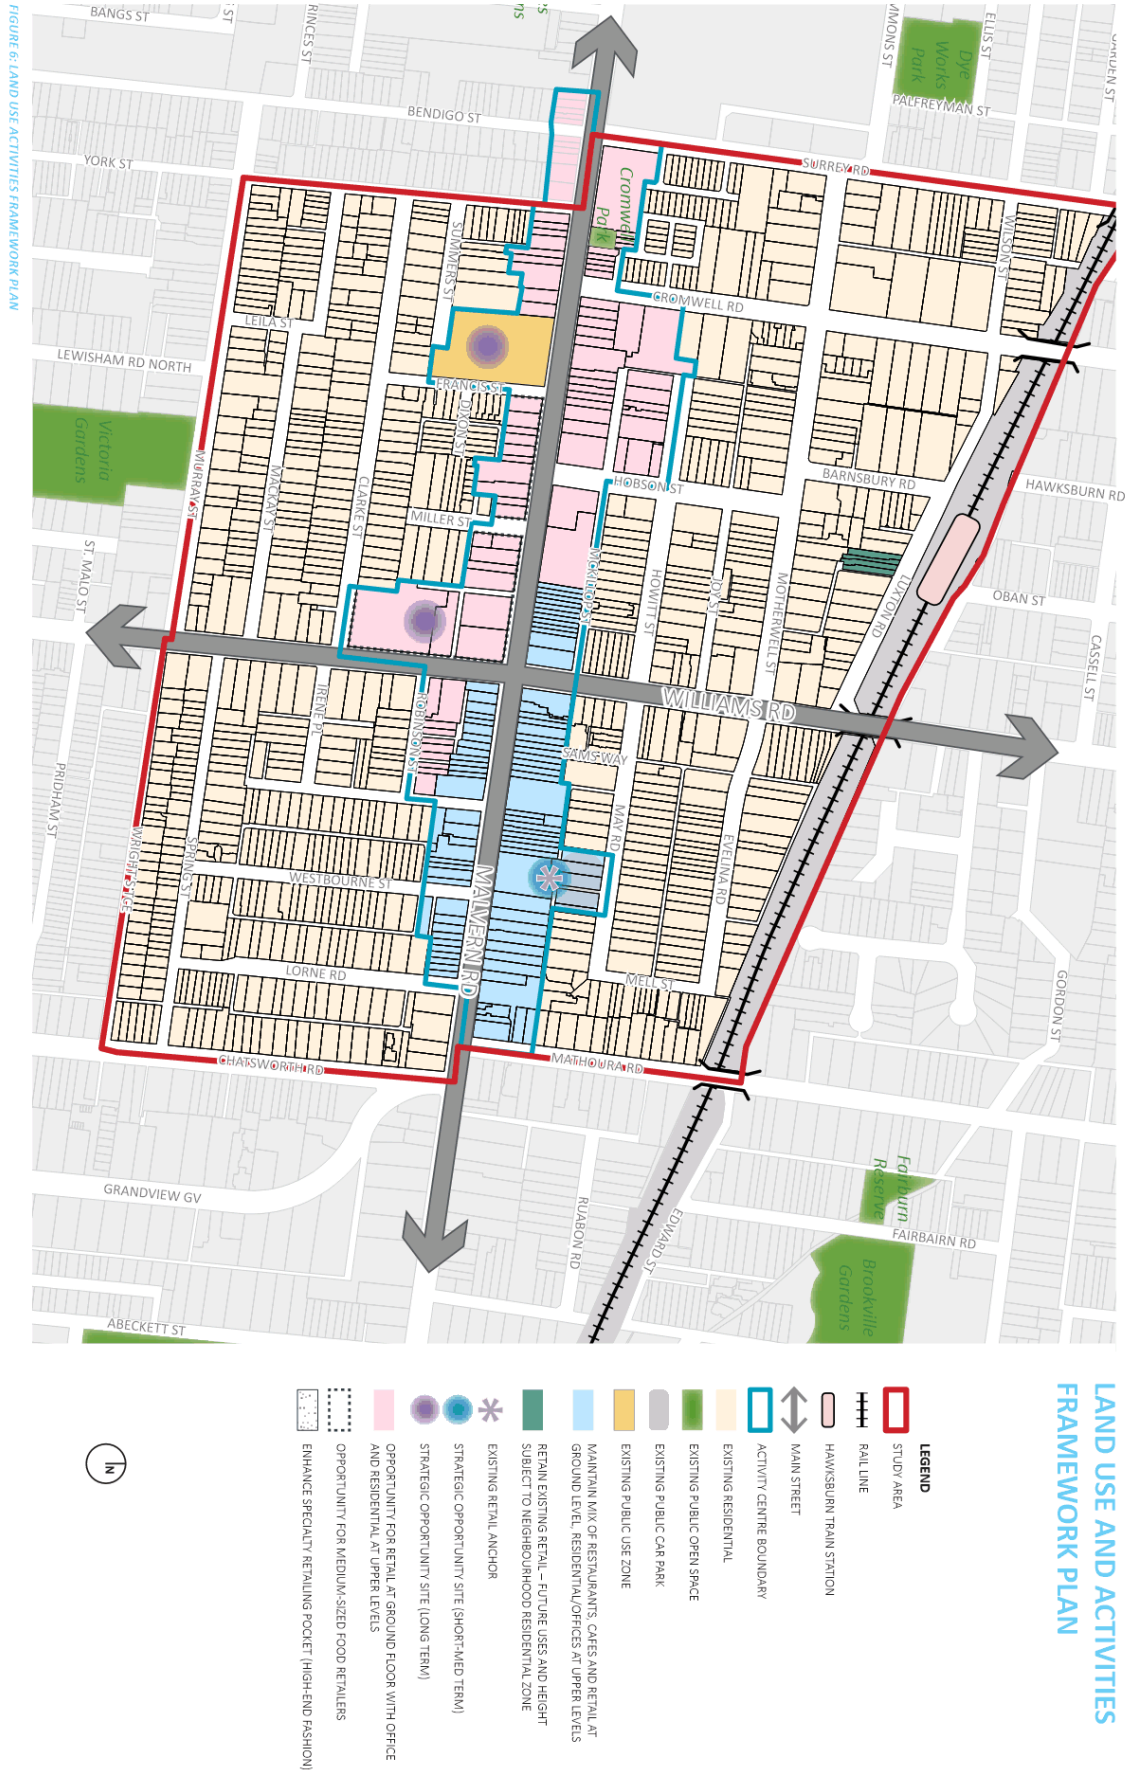 LAND USE AND ACTIVITIES
FRAMEWORK PLAN
LEGEND
STUDY AREA
RAIL LINE
HAWKSBURN TRAIN STATION
MAIN STREET
ACTIVITY CENTRE BOUNDARY
EXISTING RESIDENTIAL
EXISTING PUBLIC OPEN SPACE
EXISTING PUBLIC CAR PARK
EXISTING PUBLIC USE ZONE
MAINTAIN MIX OF RESTAURANTS, CAFES AND RETAIL AT
GROUND LEVEL, RESIDENTIAL/OFFICES AT UPPER LEVELS
RETAIN EXISTING RETAIL – FUTURE USES AND HEIGHT
SUBJECT TO NEIGHBOURHOOD RESIDENTIAL ZONE
EXISTING RETAIL ANCHOR
STRATEGIC OPPORTUNITY SITE (SHORT-MED TERM)
STRATEGIC OPPORTUNITY SITE (LONG TERM)
OPPORTUNITY FOR RETAIL AT GROUND FLOOR WITH OFFICE
AND RESIDENTIAL AT UPPER LEVELS
OPPORTUNITY FOR MEDIUM-SIZED FOOD RETAILERS
ENHANCE SPECIALTY RETAILING POCKET (HIGH-END FASHION)
N
GARDEN ST
ELLIS ST
MMONS ST
Dye
Works
Park
PALFREYMAN ST
SURREY RD
WILSON ST
HAWKSBURN RD
OBAN ST
CASSELL ST
GORDON ST
BARNSBURY RD
LUXTON RD
CROMWELL RD
Cromwell
Park
HOBSON ST
MCKILLOP ST
HOWITT ST
JOY ST
MOTHERWELL ST
WILLIAMS RD
SAMS WAY
MAY RD
EVELINA RD
MELL ST
MATHOURA RD
MALVERN RD
Fairburn
Reserve
FAIRBAIRN RD
Brookville
Gardens
EDWARD ST
RUABON RD
BANGS ST
RINCES ST
BENDIGO ST
YORK ST
SUMMERS ST
LEILA ST
LEWISHAM RD NORTH
FRANCIS ST
DIXON ST
MILLER ST
Victoria
Gardens
MURRAY ST
MACKAY ST
CLARKE ST
ST. MALO ST
IRENE PL
ROBINSON ST
PRIDHAM ST
WRIGHTS TCE
SPRING ST
WESTBOURNE ST
LORNE RD
CHATSWORTH RD
GRANDVIEW GV
ABECKETT ST
FIGURE 6: LAND USE ACTIVITIES FRAMEWORK PLAN